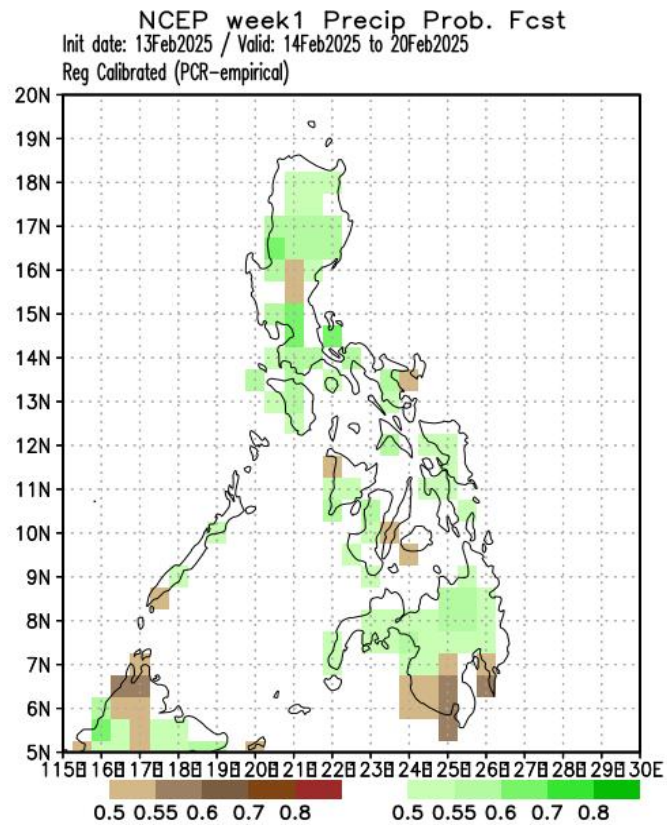 NCEP week1 Precip Prob. Fcst
Init date: 13Feb2025 / Valid: 14Feb2025 to 20Feb2025
Reg Calibrated (PCR-empirical)
20N
19N
18N
17N
16N
15N
14N
13N
12N
11N
10N
9N
8N
7N
6N
5N
115E 116E 117E 118E 119E 120E 121E 122E 123E 124E 125E 126E 127E 128E 129E 130E
0.5 0.55 0.6 0.7 0.8 0.5 0.55 0.6 0.7 0.8